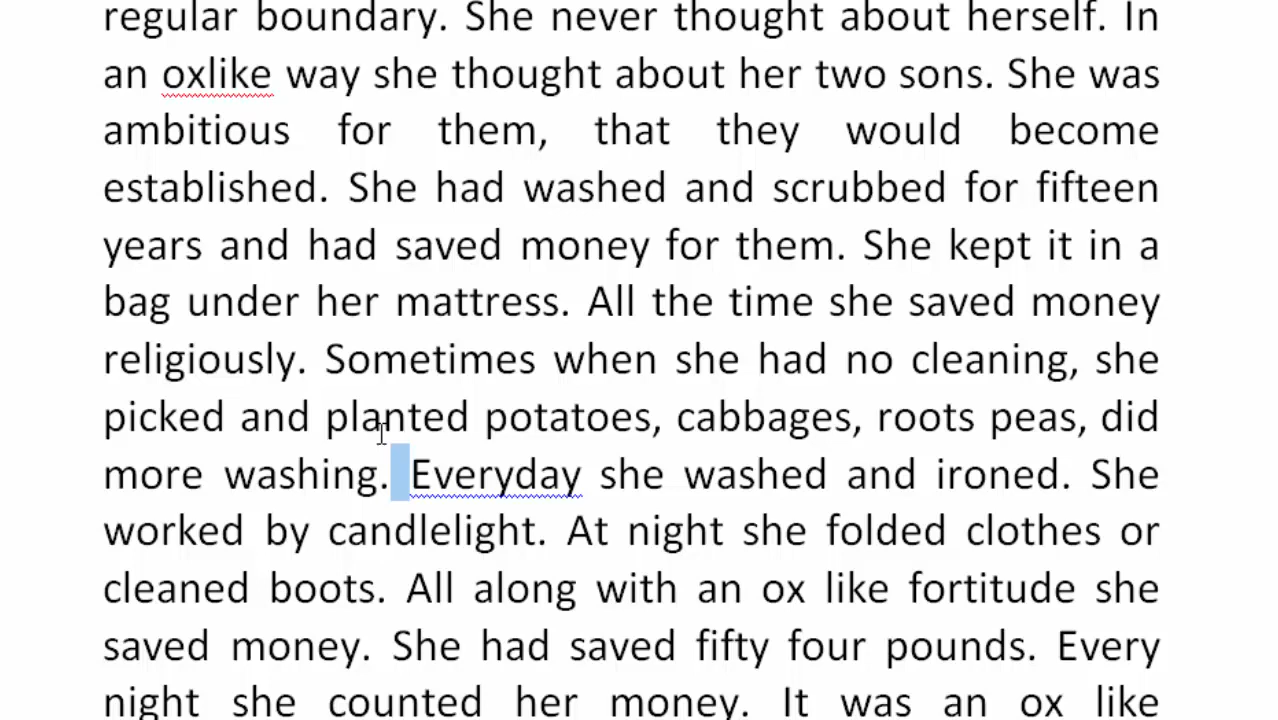 regular boundary. She never thought about herself. In
an oxlike way she thought about her two sons. She was
ambitious for them, that they would become
established. She had washed and scrubbed for fifteen
years and had saved money for them. She kept it in a
bag under her mattress. All the time she saved money
religiously. Sometimes when she had no cleaning, she
picked and planted potatoes, cabbages, roots peas, did
more washing. Everyday she washed and ironed. She
worked by candlelight. At night she folded clothes or
cleaned boots. All along with an ox like fortitude she
saved money. She had saved fifty four pounds. Every
night she counted her money. It was an ox like